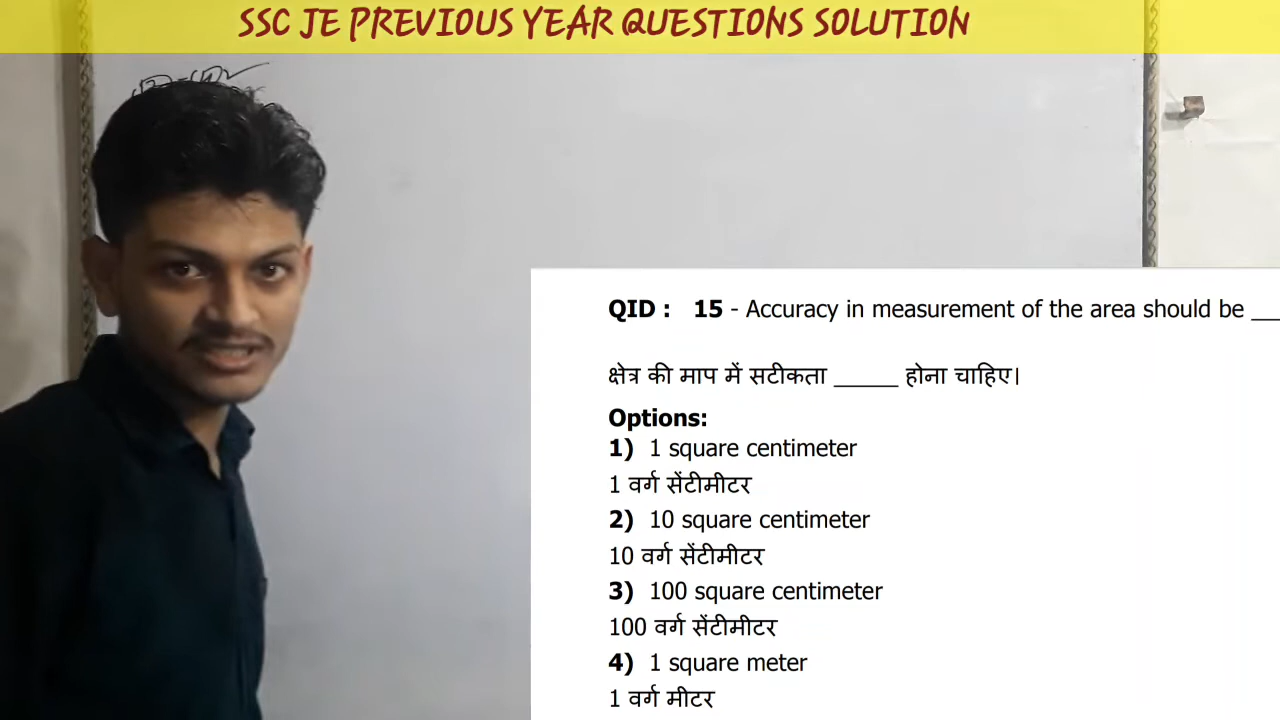 SSC JE PREVIOUS YEAR QUESTIONS SOLUTION
QID : 15 - Accuracy in measurement of the area should be ___
क्षेत्र की माप में सटीकता _____ होना चाहिए।
Options:
1) 1 square centimeter
1 वर्ग सेंटीमीटर
2) 10 square centimeter
10 वर्ग सेंटीमीटर
3) 100 square centimeter
100 वर्ग सेंटीमीटर
4) 1 square meter
1 वर्ग मीटर